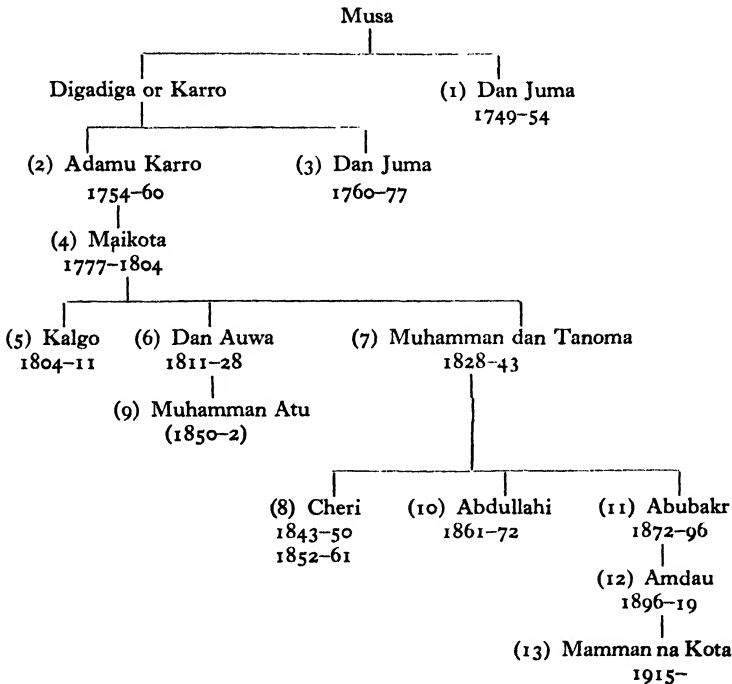 Musa
Digadiga or Karro
(1) Dan Juma
1749–54
(2) Adamu Karro
1754–60
(3) Dan Juma
1760–77
(4) Maikota
1777–1804
(5) Kalgo
1804–11
(6) Dan Auwa
1811–28
(7) Muhamman dan Tanoma
1828–43
(9) Muhamman Atu
(1850–2)
(8) Cheri
1843–50
1852–61
(10) Abdullahi
1861–72
(11) Abubakr
1872–96
(12) Amdau
1896–19
(13) Mamman na Kota
1915–